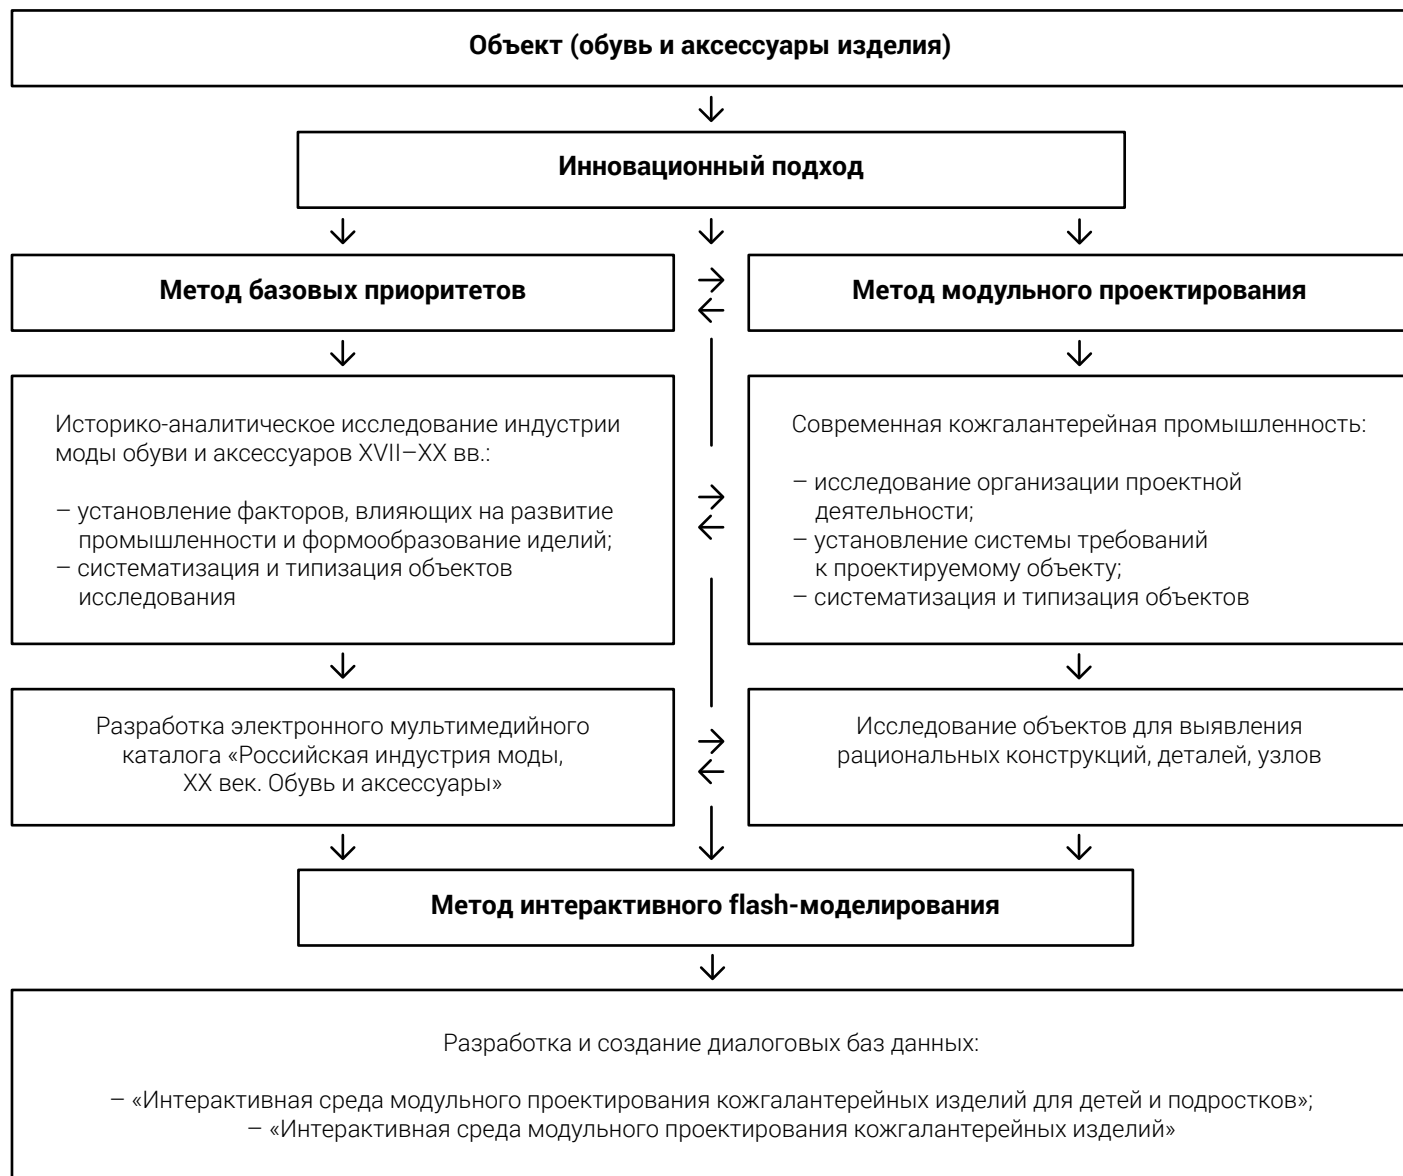 Объект (обувь и аксессуары изделия)
Инновационный подход
Метод базовых приоритетов
Метод модульного проектирования
Историко-аналитическое исследование индустрии
моды обуви и аксессуаров XVII–XX вв.:
– установление факторов, влияющих на развитие
промышленности и формообразование иделий;
– систематизация и типизация объектов
исследования
Современная кожгалантерейная промышленность:
– исследование организации проектной
деятельности;
– установление системы требований
к проектируемому объекту;
– систематизация и типизация объектов
Разработка электронного мультимедийного
каталога «Российская индустрия моды,
XX век. Обувь и аксессуары»
Исследование объектов для выявления
рациональных конструкций, деталей, узлов
Метод интерактивного flash-моделирования
Разработка и создание диалоговых баз данных:
– «Интерактивная среда модульного проектирования кожгалантерейных изделий для детей и подростков»;
– «Интерактивная среда модульного проектирования кожгалантерейных изделий»